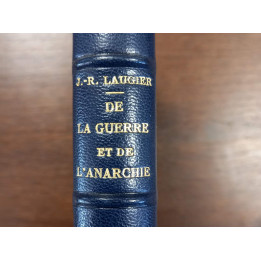 J.-R. LAUGIER
DE
LA GUERRE
ET DE
L'ANARCHIE